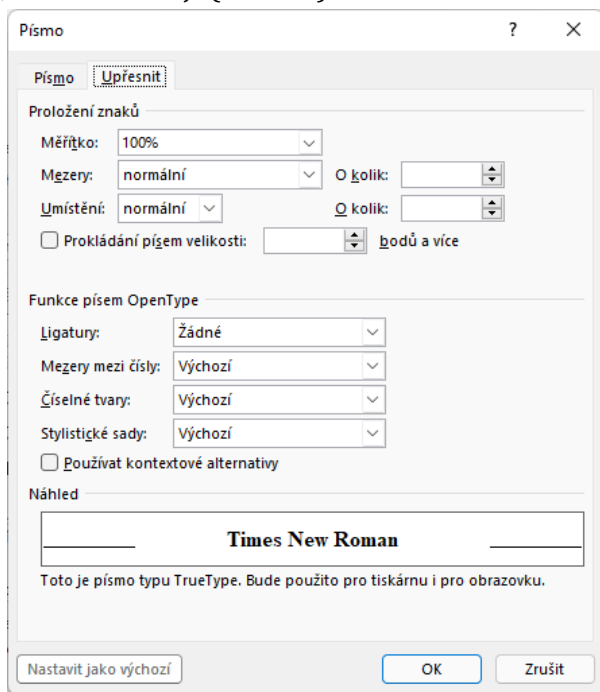 Písmo ? ×
Písmo Upřesnit
Proložení znaků
Měřítko: 100%
Mezery: normální O kolik:
Umístění: normální O kolik:
Prokládání písem velikosti: bodů a více
Funkce písem OpenType
Ligatury: Žádné
Mezery mezi čísly: Výchozí
Číselné tvary: Výchozí
Stylistické sady: Výchozí
Používat kontextové alternativy
Náhled
Times New Roman
Toto je písmo typu TrueType. Bude použito pro tiskárnu i pro obrazovku.
Nastavit jako výchozí OK Zrušit